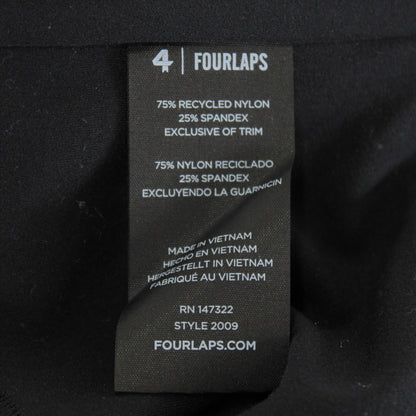 4 | FOURLAPS
75% RECYCLED NYLON
25% SPANDEX
EXCLUSIVE OF TRIM
75% NYLON RECICLADO
25% SPANDEX
EXCLUYENDO LA GUARNICIN
MADE IN VIETNAM
HECHO EN VIETNAM
HERGESTELLT IN VIETNAM
FABRIQUÉ AU VIETNAM
RN 147322
STYLE 2009
FOURLAPS.COM